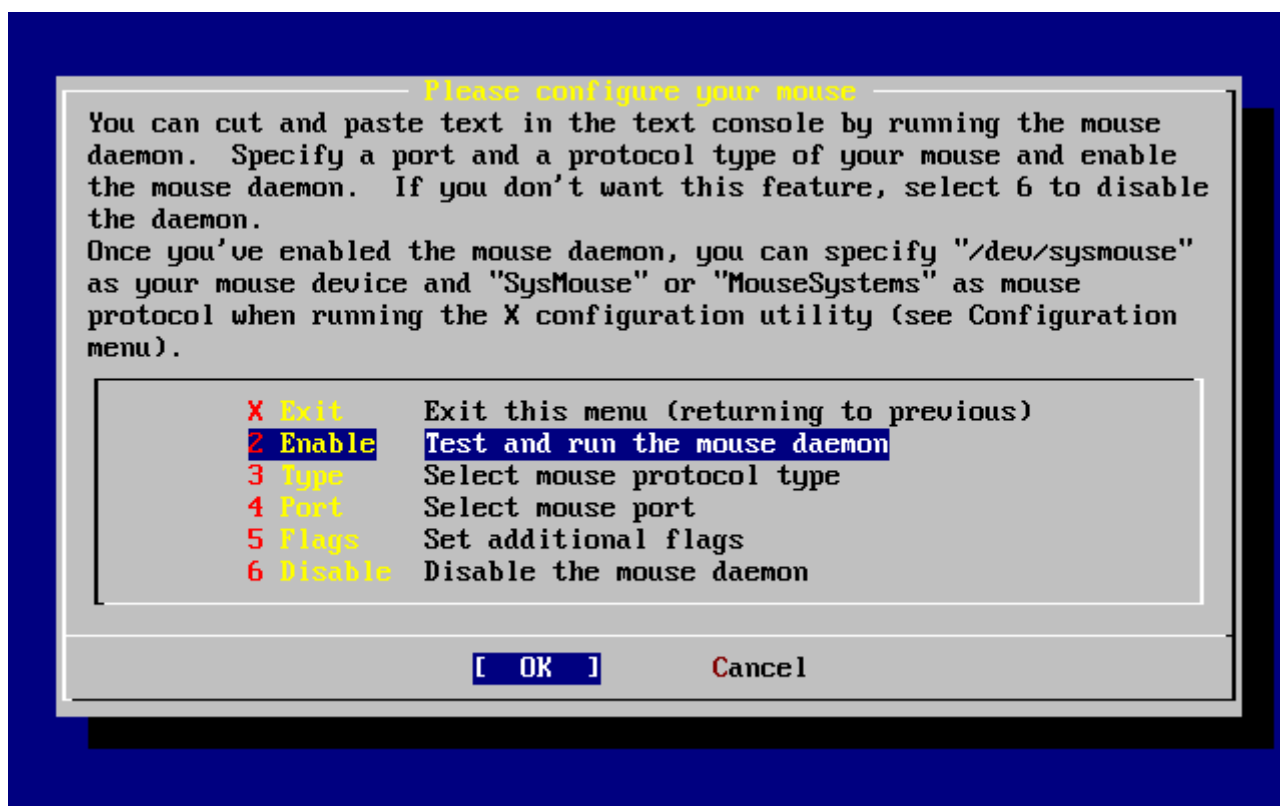 Please configure your mouse
You can cut and paste text in the text console by running the mouse
daemon.  Specify a port and a protocol type of your mouse and enable
the mouse daemon.  If you don't want this feature, select 6 to disable
the daemon.
Once you've enabled the mouse daemon, you can specify "/dev/sysmouse"
as your mouse device and "SysMouse" or "MouseSystems" as mouse
protocol when running the X configuration utility (see Configuration
menu).
X Exit Exit this menu (returning to previous)
2 Enable Test and run the mouse daemon
3 Type Select mouse protocol type
4 Port Select mouse port
5 Flags Set additional flags
6 Disable Disable the mouse daemon
[ OK ] Cancel